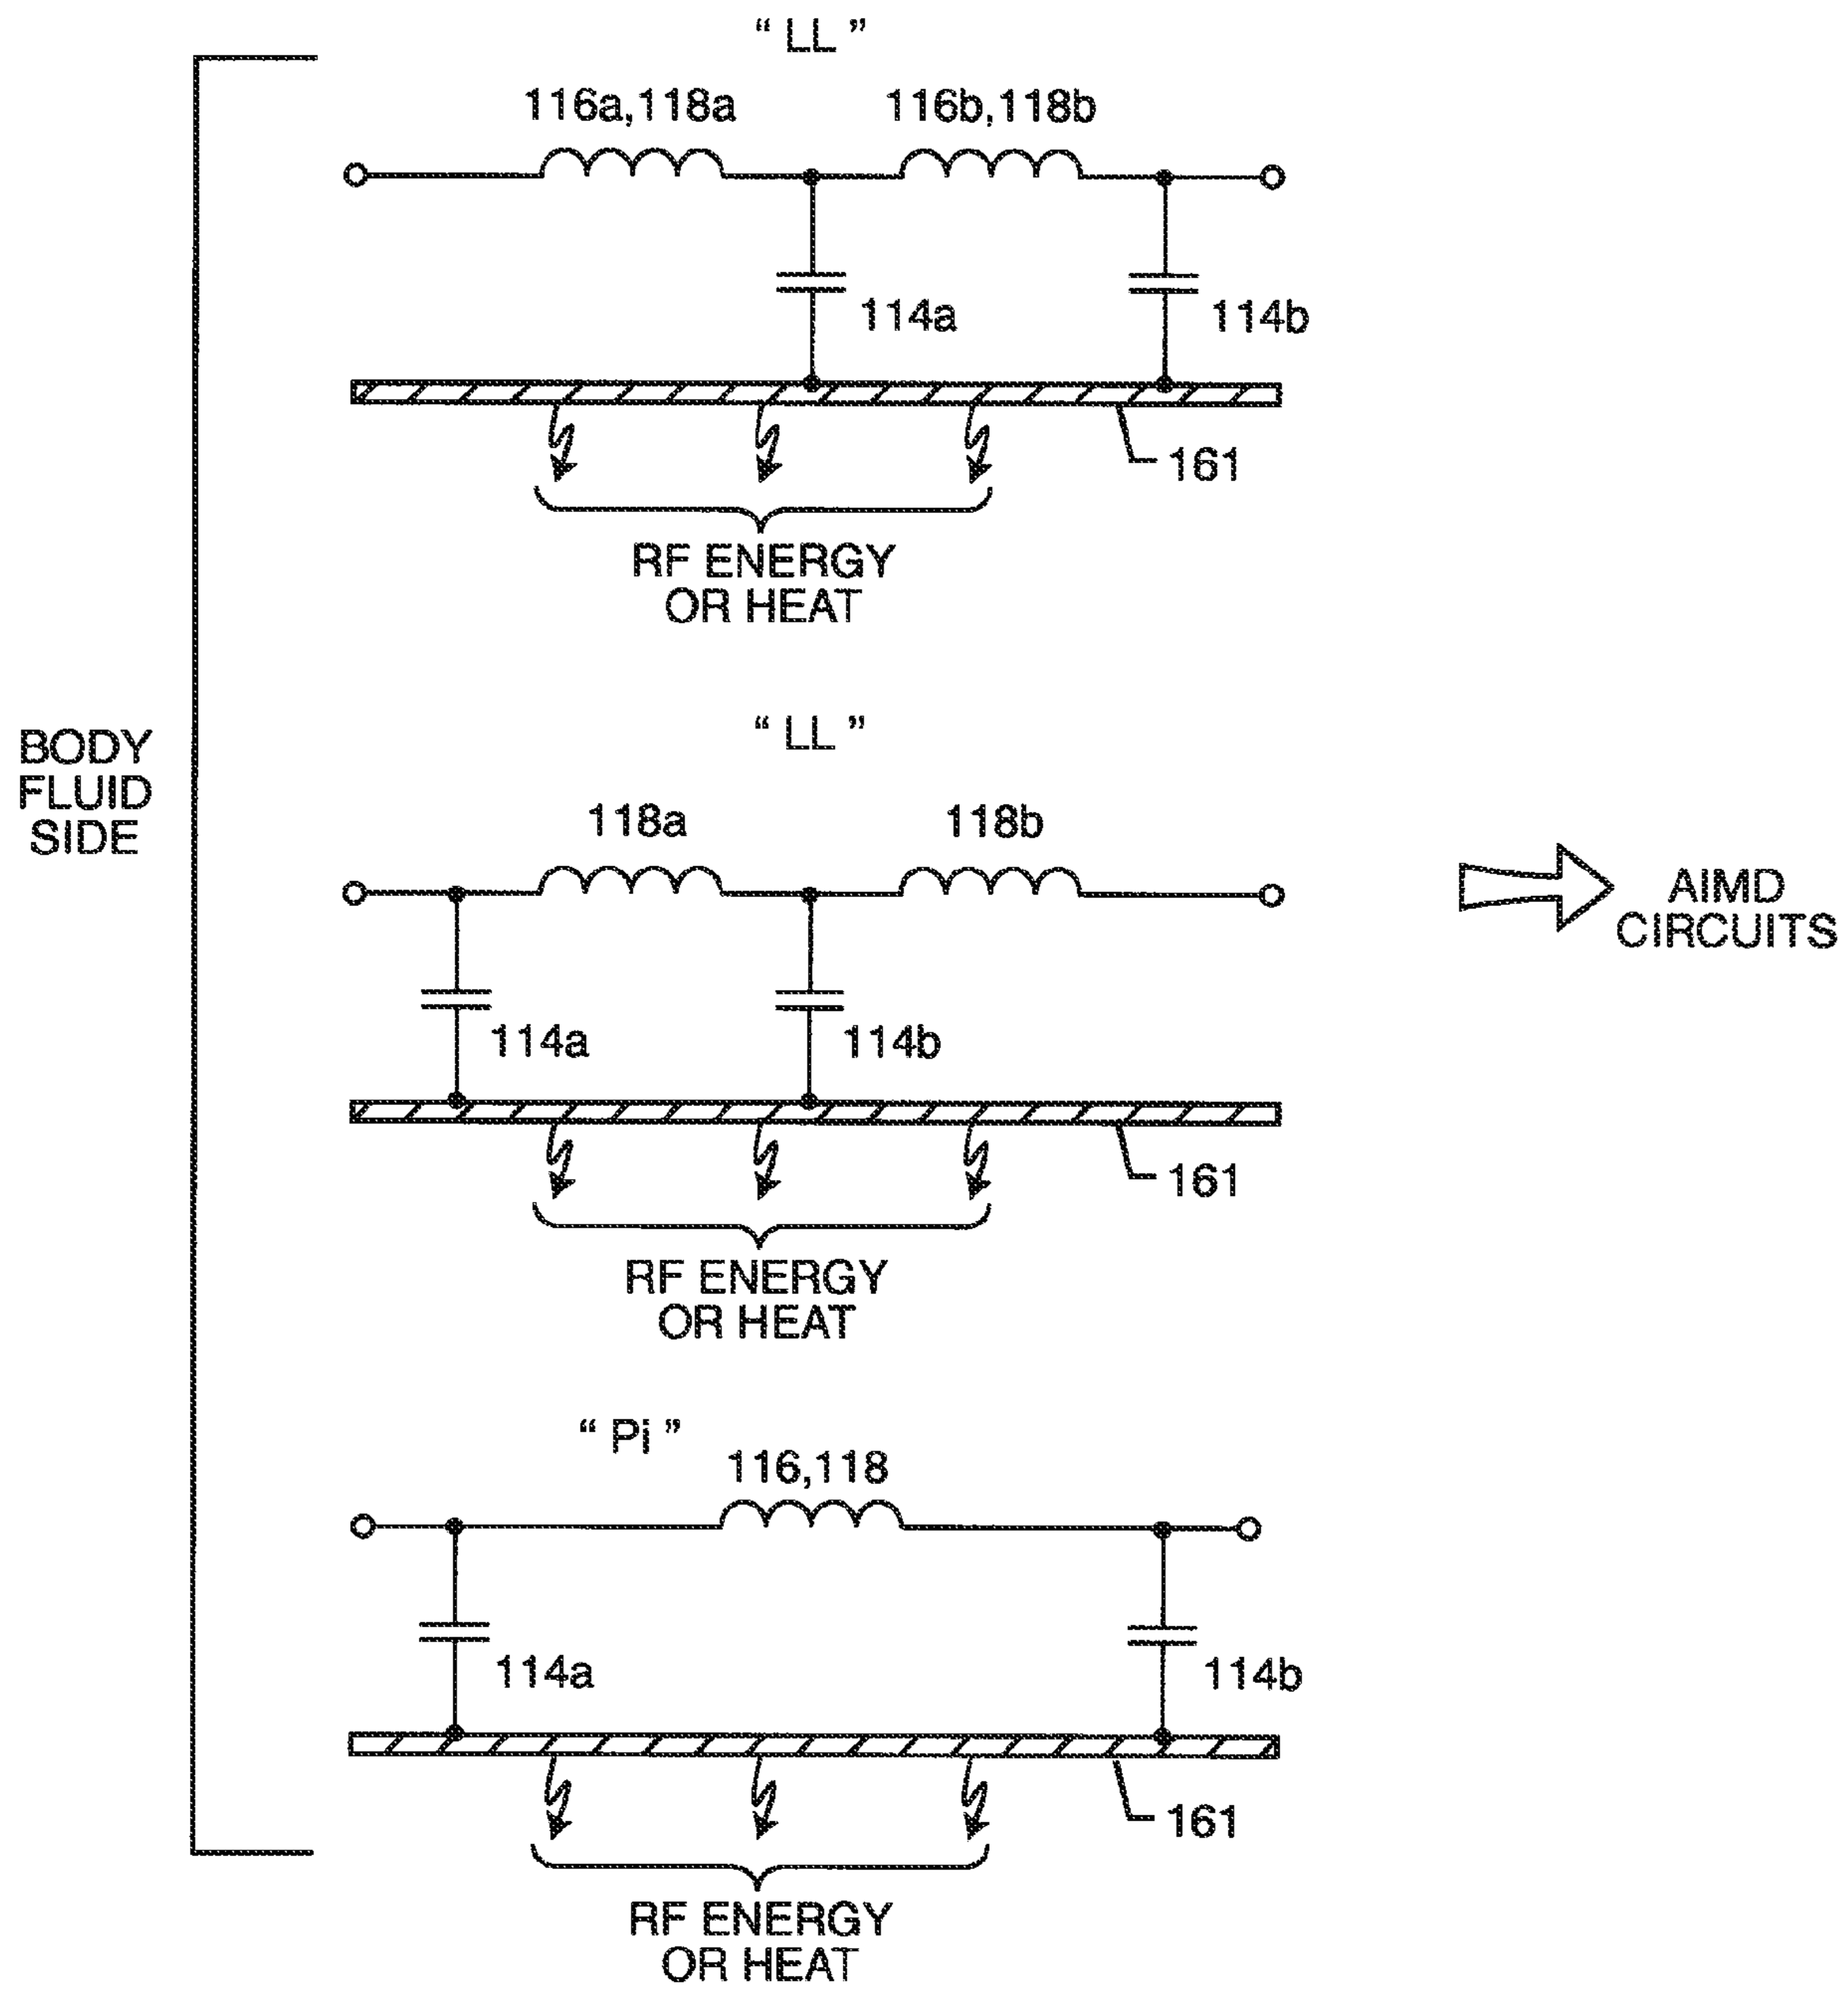 “ LL ”
116a,118a
116b,118b
114a
114b
161
RF ENERGY
OR HEAT
“ LL ”
BODY
FLUID
SIDE
118a
118b
AIMD
CIRCUITS
114a
114b
161
RF ENERGY
OR HEAT
“ Pi ”
116,118
114a
114b
161
RF ENERGY
OR HEAT